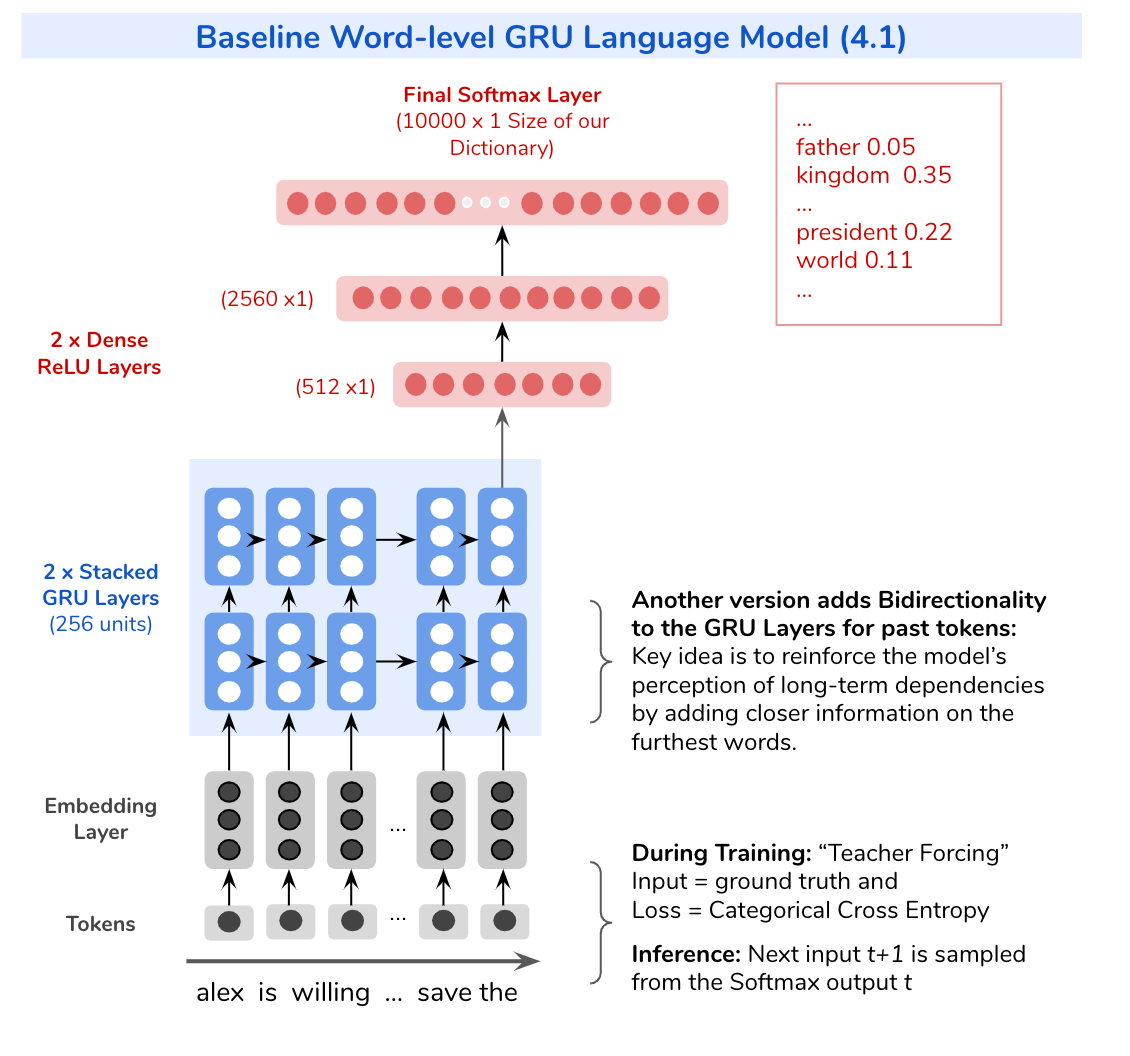 Baseline Word-level GRU Language Model (4.1)
Final Softmax Layer
(10000 x 1 Size of our
Dictionary)
...
father 0.05
kingdom 0.35
...
president 0.22
world 0.11
...
(2560 x1)
2 x Dense
ReLU Layers
(512 x1)
2 x Stacked
GRU Layers
(256 units)
Another version adds Bidirectionality
to the GRU Layers for past tokens:
Key idea is to reinforce the model’s
perception of long-term dependencies
by adding closer information on the
furthest words.
Embedding
Layer
...
During Training: “Teacher Forcing”
Input = ground truth and
Loss = Categorical Cross Entropy
Tokens
...
Inference: Next input t+1 is sampled
from the Softmax output t
alex is willing ... save the